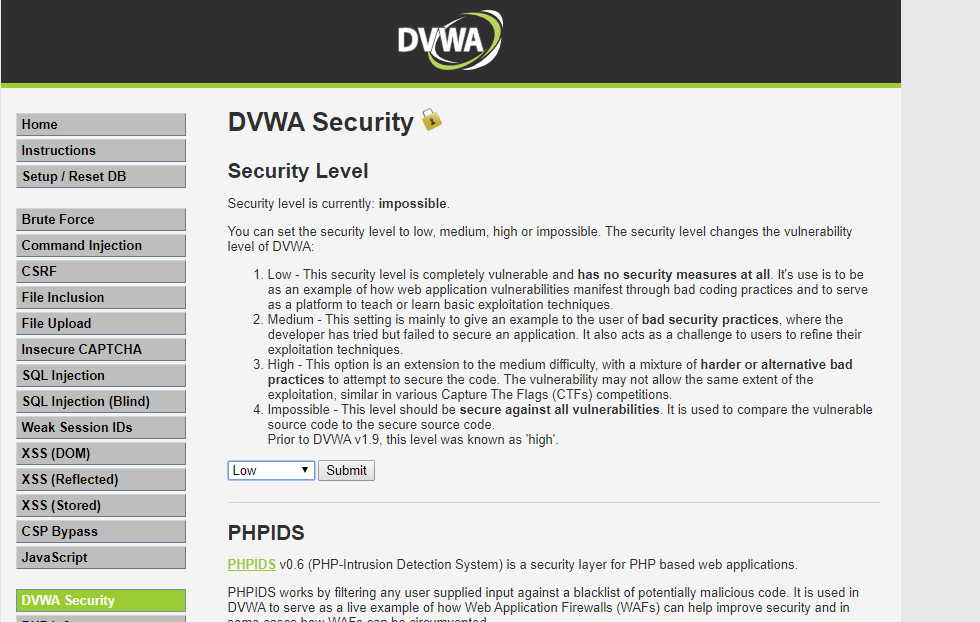 DVWA
Home
Instructions
Setup / Reset DB
Brute Force
Command Injection
CSRF
File Inclusion
File Upload
Insecure CAPTCHA
SQL Injection
SQL Injection (Blind)
Weak Session IDs
XSS (DOM)
XSS (Reflected)
XSS (Stored)
CSP Bypass
JavaScript
DVWA Security
DVWA Security
Security Level
Security level is currently: impossible.
You can set the security level to low, medium, high or impossible. The security level changes the vulnerability
level of DVWA:
1. Low - This security level is completely vulnerable and has no security measures at all. It's use is to be
as an example of how web application vulnerabilities manifest through bad coding practices and to serve
as a platform to teach or learn basic exploitation techniques.
2. Medium - This setting is mainly to give an example to the user of bad security practices, where the
developer has tried but failed to secure an application. It also acts as a challenge to users to refine their
exploitation techniques.
3. High - This option is an extension to the medium difficulty, with a mixture of harder or alternative bad
practices to attempt to secure the code. The vulnerability may not allow the same extent of the
exploitation, similar in various Capture The Flags (CTFs) competitions.
4. Impossible - This level should be secure against all vulnerabilities. It is used to compare the vulnerable
source code to the secure source code.
Prior to DVWA v1.9, this level was known as 'high'.
Low Submit
PHPIDS
PHPIDS v0.6 (PHP-Intrusion Detection System) is a security layer for PHP based web applications.
PHPIDS works by filtering any user supplied input against a blacklist of potentially malicious code. It is used in
DVWA to serve as a live example of how Web Application Firewalls (WAFs) can help improve security and in
some cases how WAFs can be circumvented